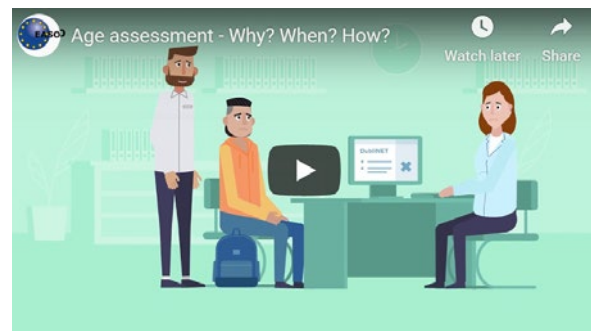 EASO
Age assessment - Why? When? How?
Watch later
Share
DubliNET